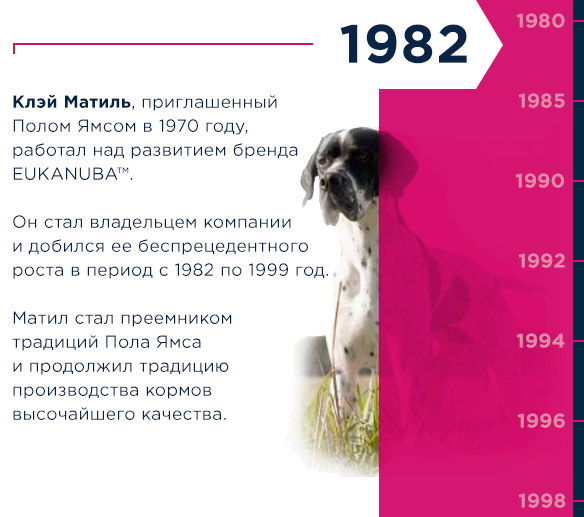 1982
Клэй Матиль, приглашенный
Полом Ямсом в 1970 году,
работал над развитием бренда
EUKANUBA™.
Он стал владельцем компании
и добился ее беспрецедентного
роста в период с 1982 по 1999 год.
Матил стал преемником
традиций Пола Ямса
и продолжил традицию
производства кормов
высочайшего качества.
1980
1985
1990
1992
1994
1996
1998